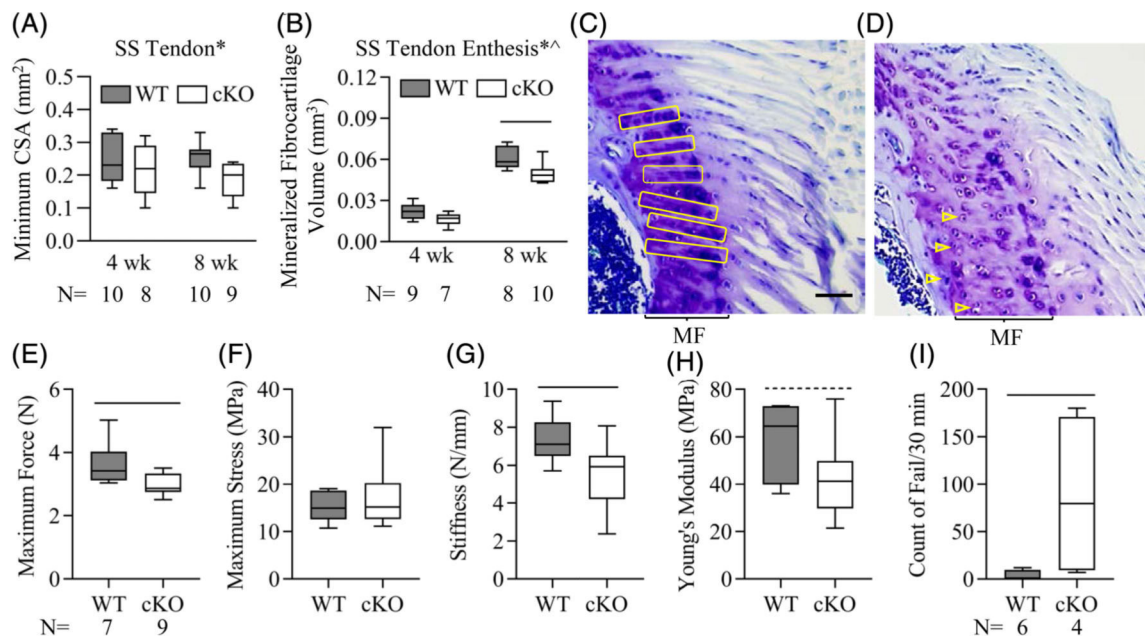 (A)
SS Tendon*
Minimum CSA (mm²)
0.5
0.4
0.3
0.2
0.1
0.0
WT cKO
4 wk 8 wk
N= 10 8 10 9
(B)
SS Tendon Enthesis*^
Mineralized Fibrocartilage
Volume (mm³)
0.12
0.09
0.06
0.03
0.00
WT cKO
4 wk 8 wk
N= 9 7 8 10
(C)
MF
(D)
MF
(E)
Maximum Force (N)
6
4
2
0
WT cKO
N= 7 9
(F)
Maximum Stress (MPa)
40
30
20
10
0
WT cKO
(G)
Stiffness (N/mm)
10
8
6
4
2
0
WT cKO
(H)
Young's Modulus (MPa)
80
60
40
20
0
WT cKO
(I)
Count of Fail/30 min
200
150
100
50
0
WT cKO
N= 6 4